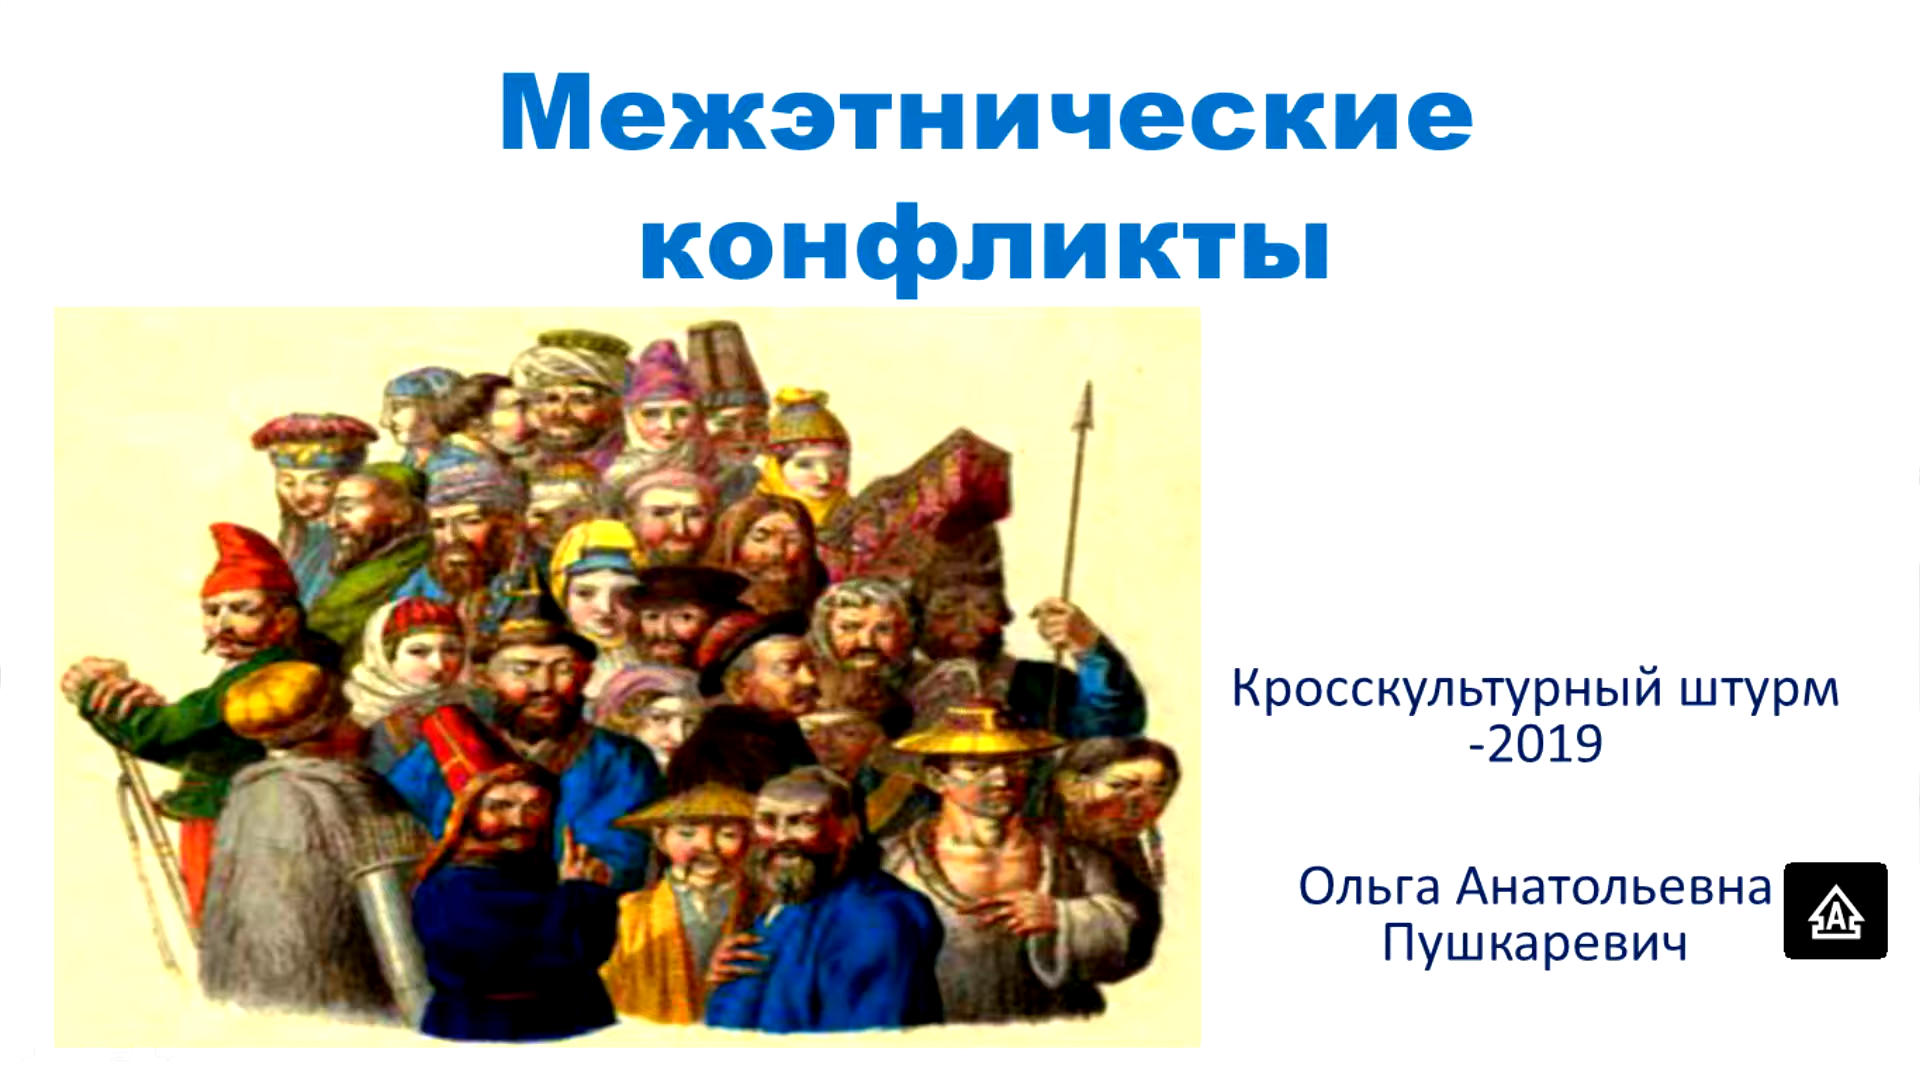 Межэтнические
конфликты
Кросскультурный штурм
-2019
Ольга Анатольевна
Пушкаревич
А